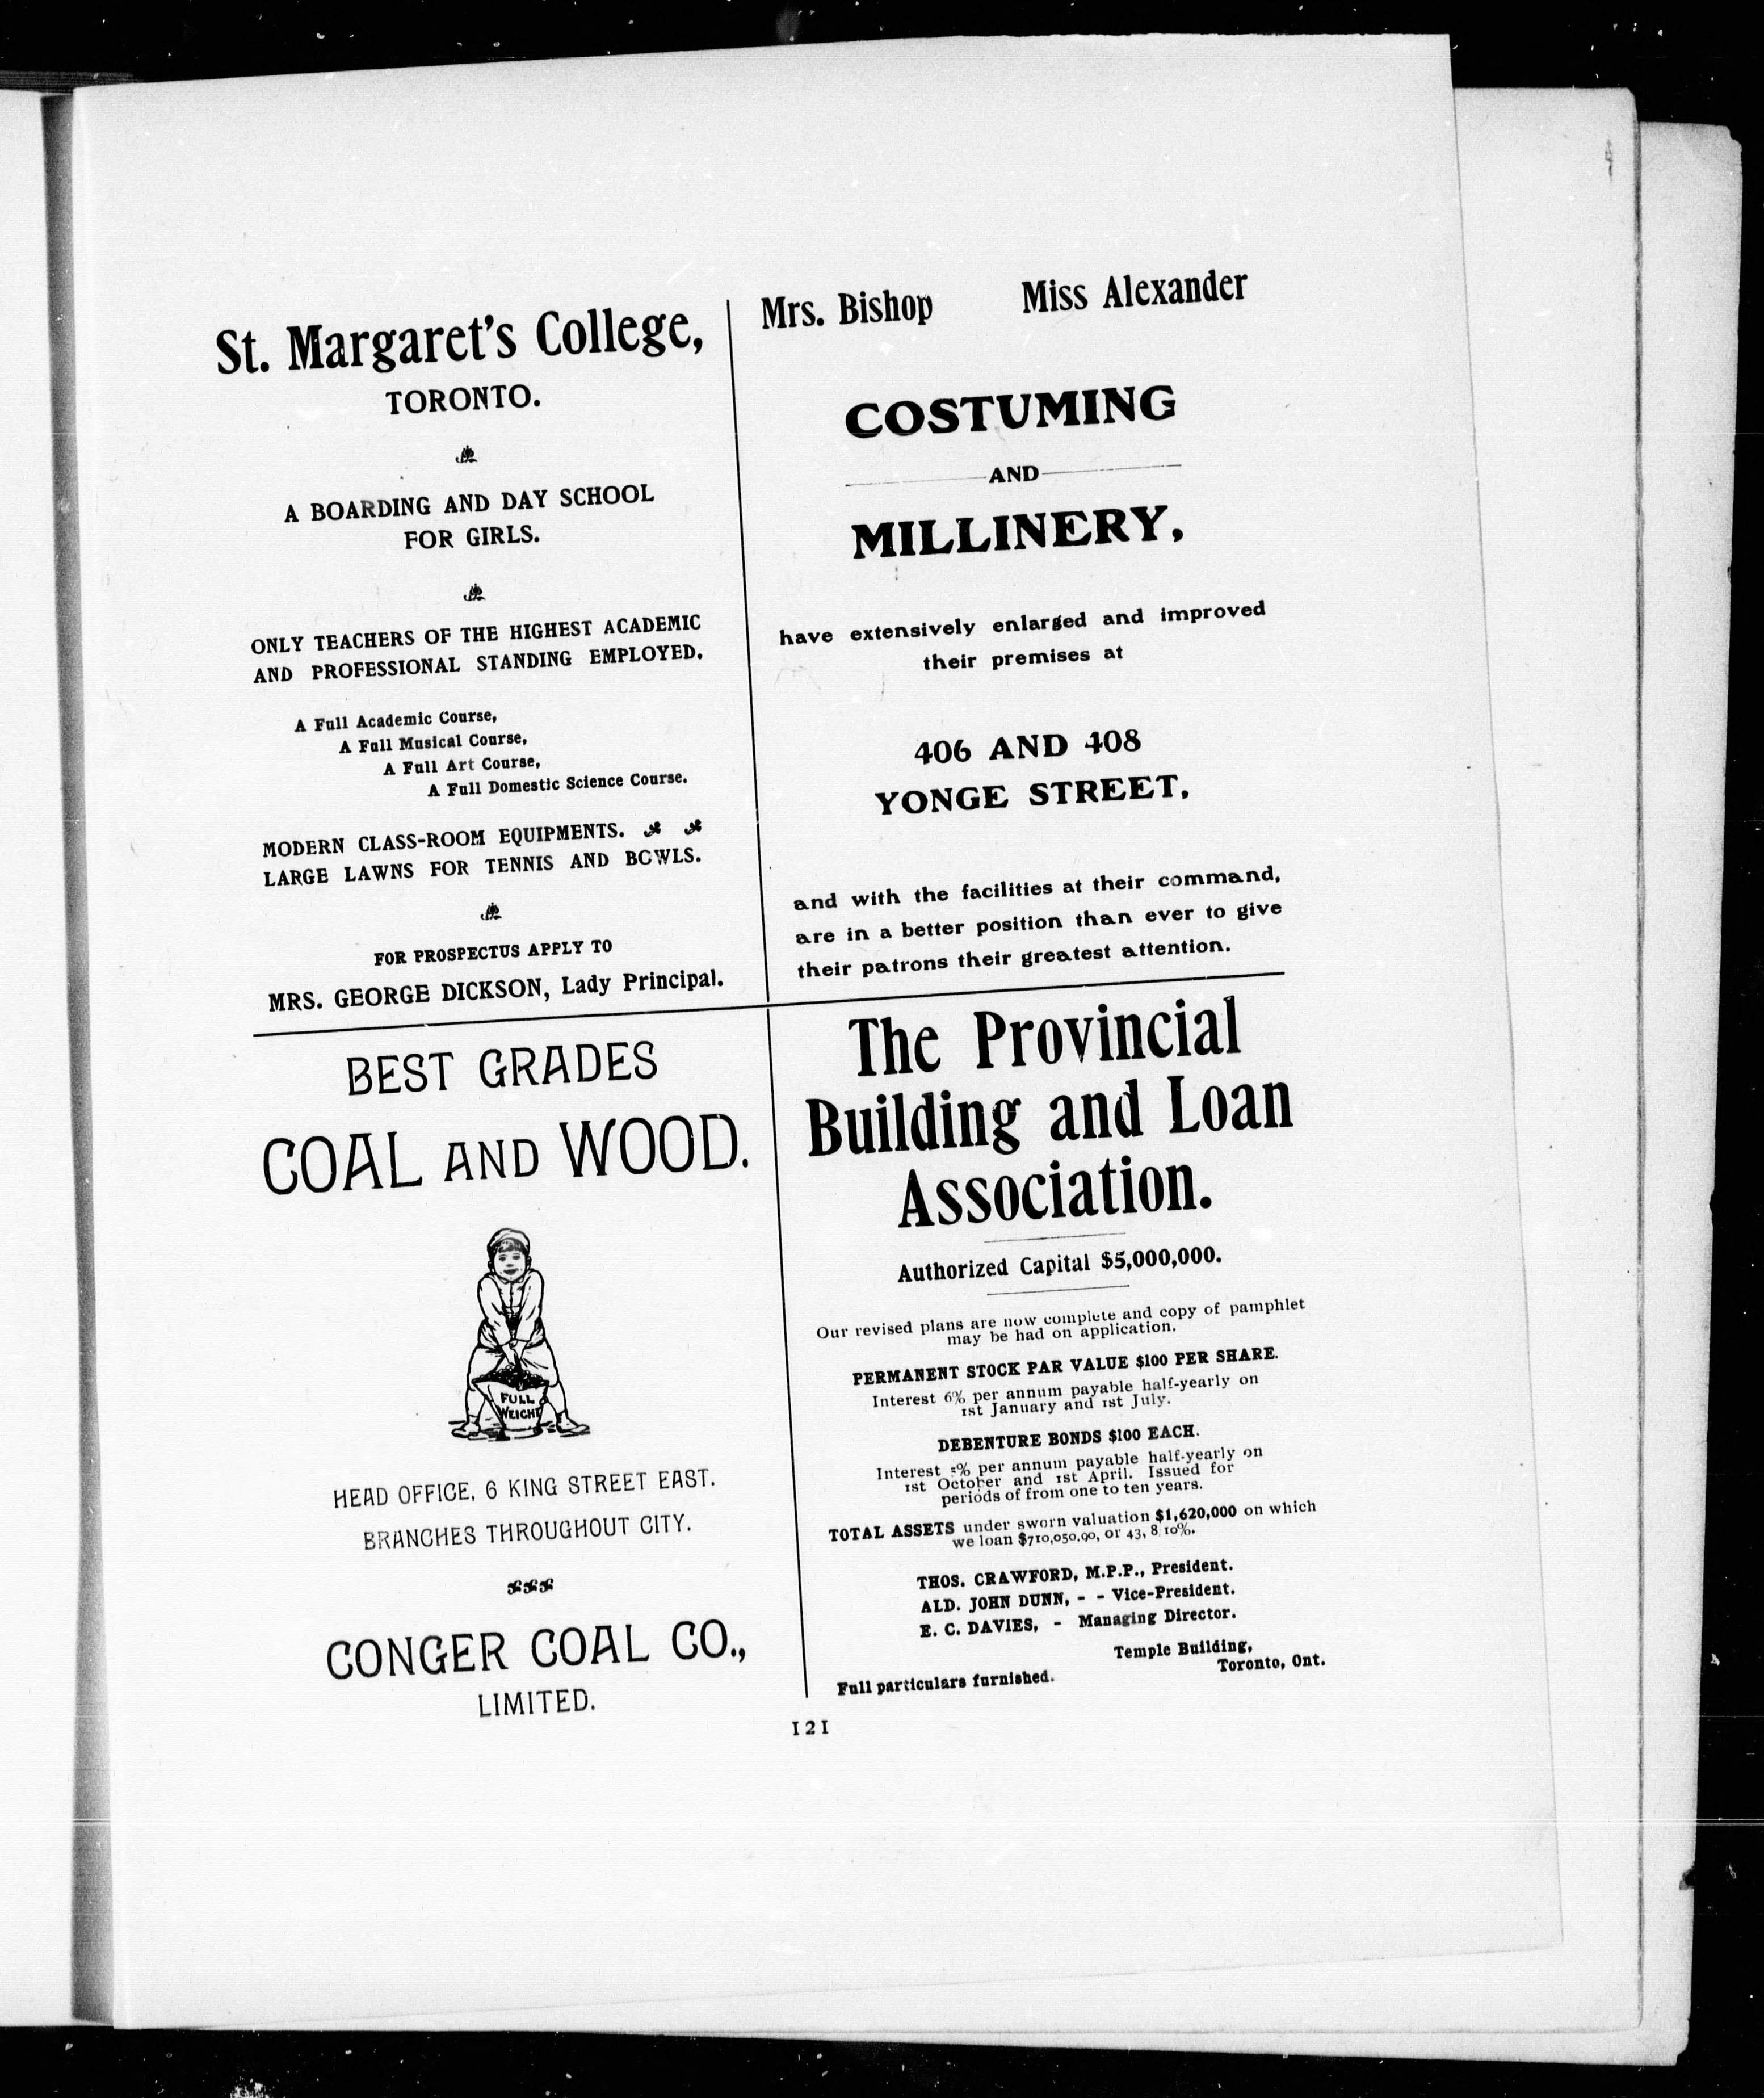 St. Margaret's College,
TORONTO.
A BOARDING AND DAY SCHOOL
FOR GIRLS.
ONLY TEACHERS OF THE HIGHEST ACADEMIC
AND PROFESSIONAL STANDING EMPLOYED.
A Full Academic Course,
A Full Musical Course,
A Full Art Course,
A Full Domestic Science Course.
MODERN CLASS-ROOM EQUIPMENTS.
LARGE LAWNS FOR TENNIS AND BOWLS.
FOR PROSPECTUS APPLY TO
MRS. GEORGE DICKSON, Lady Principal.
Mrs. Bishop Miss Alexander
COSTUMING
AND
MILLINERY,
have extensively enlarged and improved
their premises at
406 AND 408
YONGE STREET,
and with the facilities at their command,
are in a better position than ever to give
their patrons their greatest attention.
BEST GRADES
COAL AND WOOD.
FULL
WEIGHT
HEAD OFFICE, 6 KING STREET EAST.
BRANCHES THROUGHOUT CITY.
CONGER COAL CO.,
LIMITED.
The Provincial
Building and Loan
Association.
Authorized Capital $5,000,000.
Our revised plans are now complete and copy of pamphlet
may be had on application.
PERMANENT STOCK PAR VALUE $100 PER SHARE.
Interest 6% per annum payable half-yearly on
1st January and 1st July.
DEBENTURE BONDS $100 EACH.
Interest per annum payable half-yearly on
1st October and 1st April. Issued for
periods of from one to ten years.
TOTAL ASSETS under sworn valuation $1,620,000 on which
we loan $710,050.90, or 43, 8 10%.
THOS. CRAWFORD, M.P.P., President.
ALD. JOHN DUNN, - - Vice-President.
E. C. DAVIES, - Managing Director.
Temple Building,
Toronto, Ont.
Full particulars furnished.
121